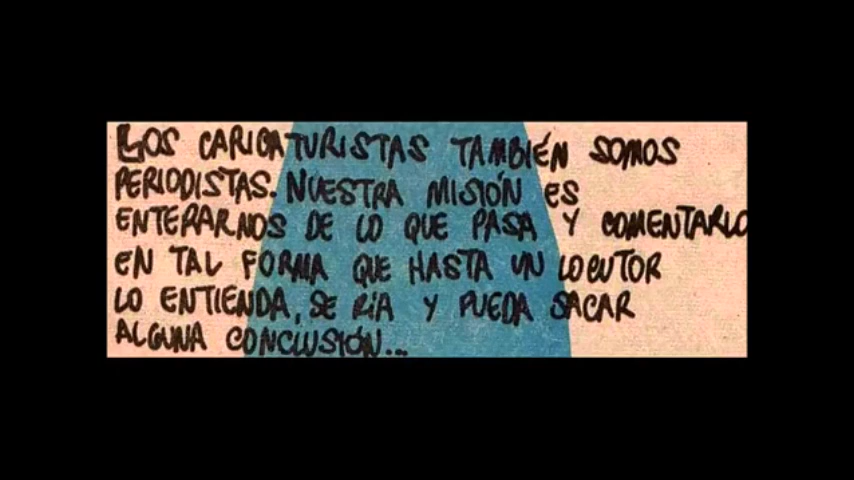 LOS CARICATURISTAS TAMBIÉN SOMOS
PERIODISTAS. NUESTRA MISIÓN ES
ENTERARNOS DE LO QUE PASA Y COMENTARLO
EN TAL FORMA QUE HASTA UN LOCUTOR
LO ENTIENDA, SE RÍA Y PUEDA SACAR
ALGUNA CONCLUSIÓN...